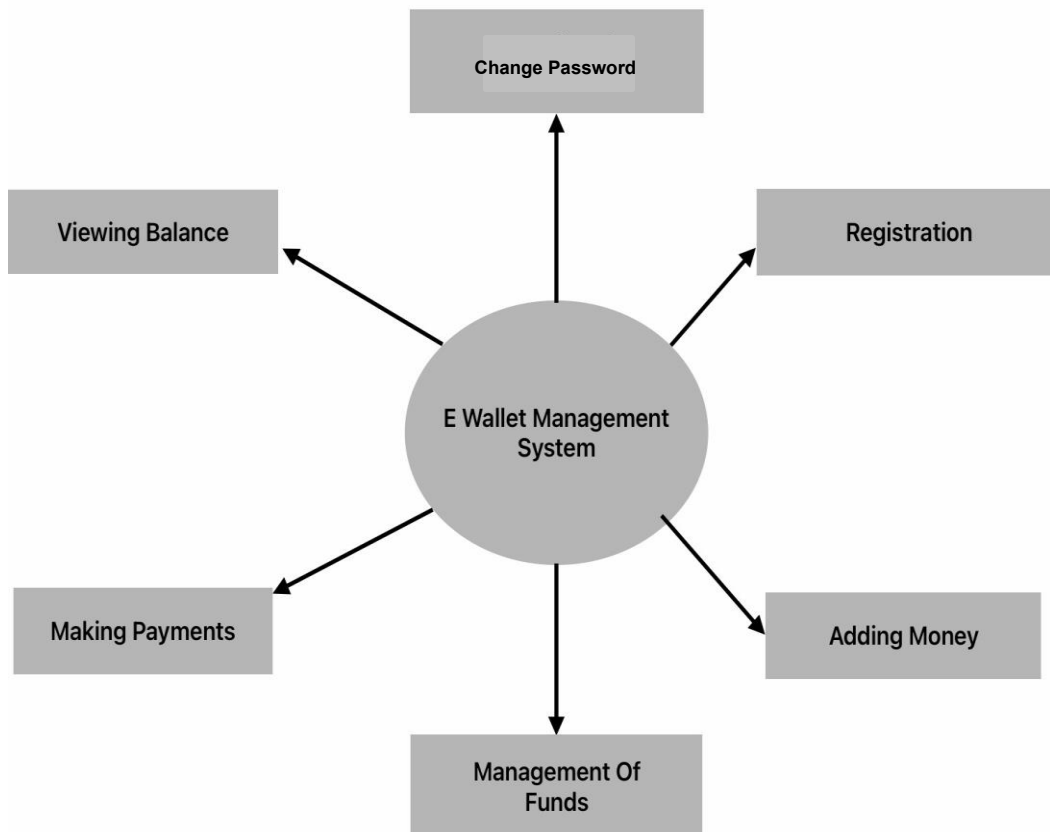 Change Password
Viewing Balance
Registration
E Wallet Management
System
Making Payments
Adding Money
Management Of
Funds